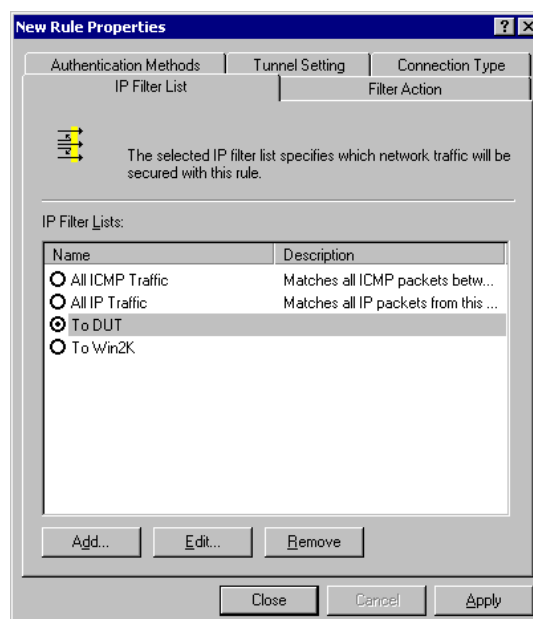 New Rule Properties
Authentication Methods Tunnel Setting Connection Type
IP Filter List Filter Action
The selected IP filter list specifies which network traffic will be
secured with this rule.
IP Filter Lists:
Name Description
All ICMP Traffic Matches all ICMP packets betw...
All IP Traffic Matches all IP packets from this ...
To DUT
To Win2K
Add... Edit... Remove
Close Cancel Apply